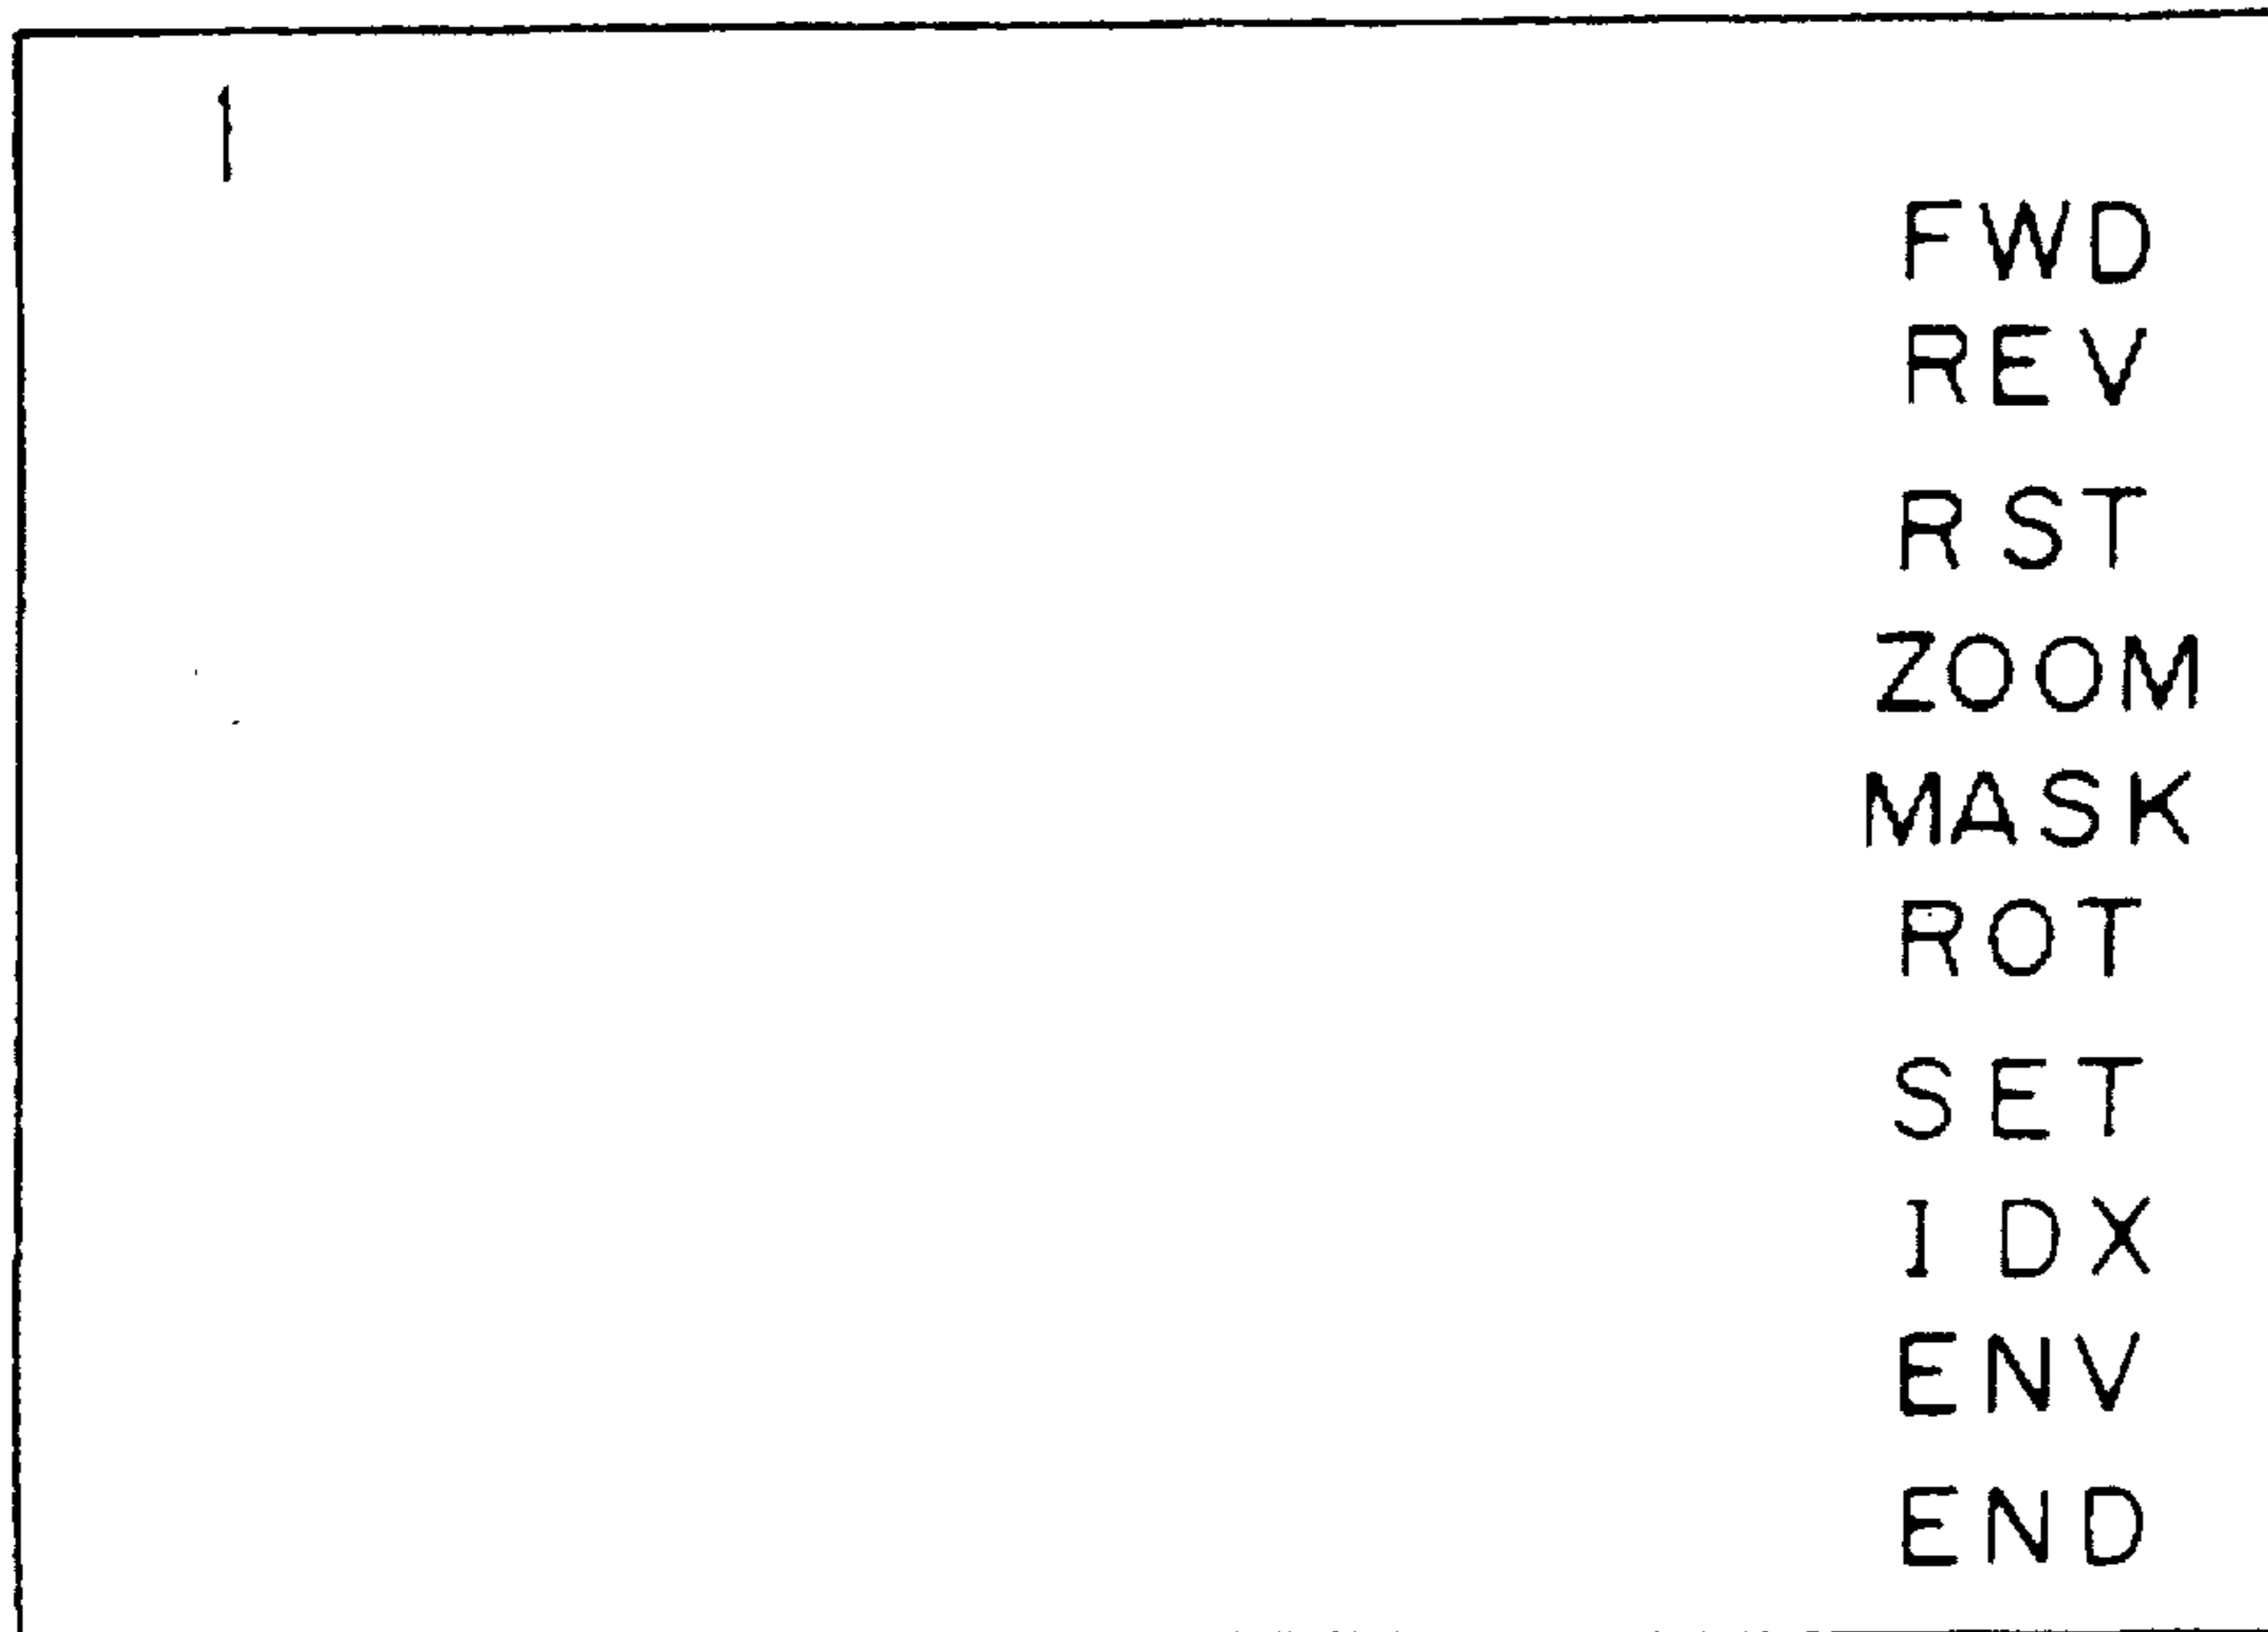 1
FWD
REV
RST
ZOOM
MASK
ROT
SET
IDX
ENV
END